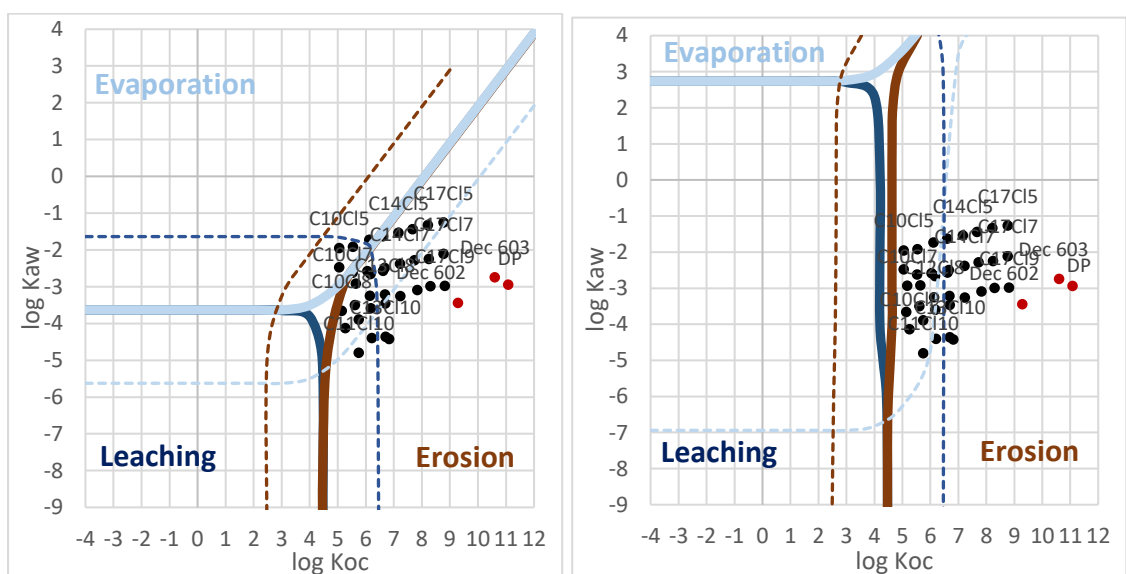 4
3
2
1
0
-1
-2
-3
-4
-5
-6
-7
-8
-9
log Kaw
Evaporation
C17Cl5
C14Cl5
C10Cl5
C17Cl7
C14Cl7
Dec 603
C10Cl7
C17Cl9
DP
Dec 602
C10Cl8
C11Cl10
Leaching
Erosion
-4 -3 -2 -1 0 1 2 3 4 5 6 7 8 9 10 11 12
log Koc
4
3
2
1
0
-1
-2
-3
-4
-5
-6
-7
-8
-9
log Kaw
Evaporation
C17Cl5
C14Cl5
C10Cl5
C17Cl7
C14Cl7
Dec 603
C10Cl7
C17Cl9
DP
Dec 602
C11Cl10
Leaching
Erosion
-4 -3 -2 -1 0 1 2 3 4 5 6 7 8 9 10 11 12
log Koc